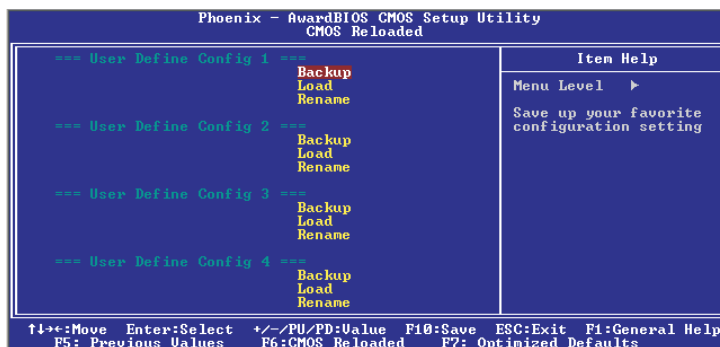 Phoenix - AwardBIOS CMOS Setup Utility
CMOS Reloaded
=== User Define Config 1 ===
Backup
Load
Rename
=== User Define Config 2 ===
Backup
Load
Rename
=== User Define Config 3 ===
Backup
Load
Rename
=== User Define Config 4 ===
Backup
Load
Rename
Item Help
Menu Level ►
Save up your favorite
configuration setting
↑↓→←:Move Enter:Select +/-/PU/PD:Value F10:Save ESC:Exit F1:General Help
F5: Previous Values F6:CMOS Reloaded F7: Optimized Defaults